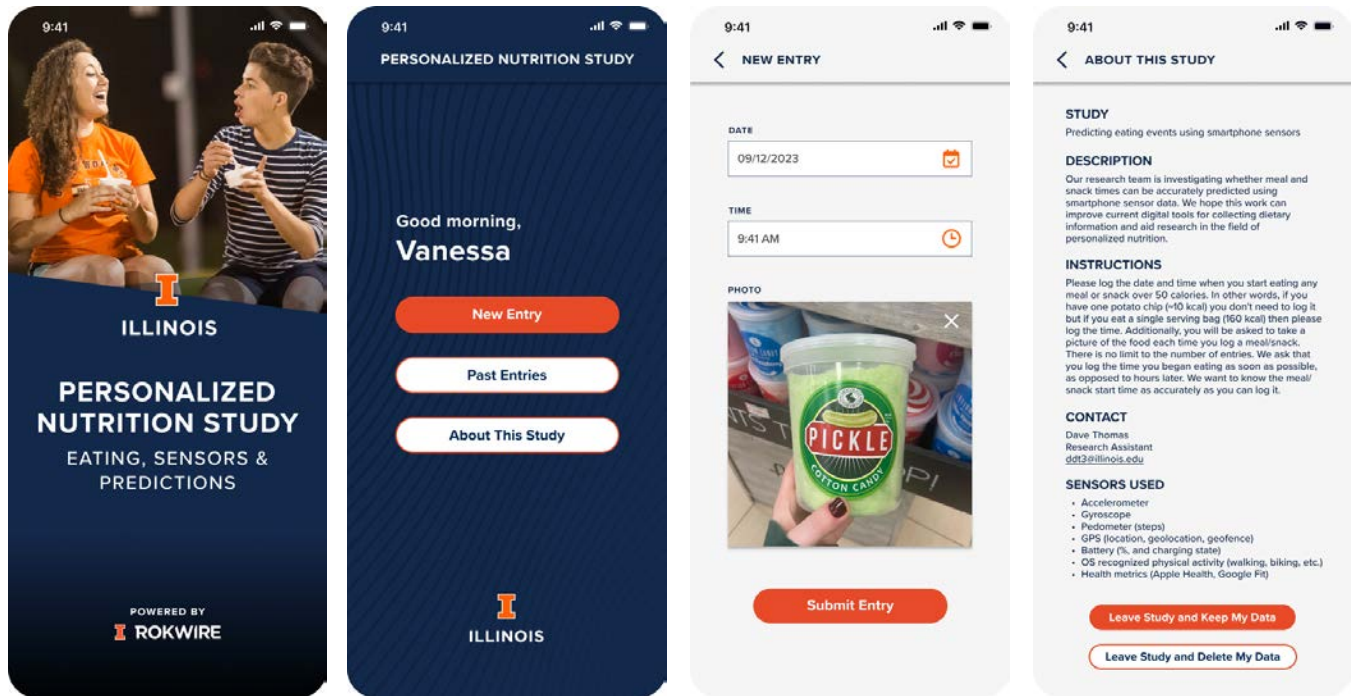 9:41
ILLINOIS
PERSONALIZED
NUTRITION STUDY
EATING, SENSORS &
PREDICTIONS
POWERED BY
ROKWIRE
9:41
PERSONALIZED NUTRITION STUDY
Good morning,
Vanessa
New Entry
Past Entries
About This Study
ILLINOIS
9:41
NEW ENTRY
DATE
09/12/2023
TIME
9:41 AM
PHOTO
PICKLE
COTTON CANDY
Submit Entry
9:41
ABOUT THIS STUDY
STUDY
Predicting eating events using smartphone sensors
DESCRIPTION
Our research team is investigating whether meal and
snack times can be accurately predicted using
smartphone sensor data. We hope this work can
improve current digital tools for collecting dietary
information and aid research in the field of
personalized nutrition.
INSTRUCTIONS
Please log the date and time when you start eating any
meal or snack over 50 calories. In other words, if you
have one potato chip (≈10 kcal) you don't need to log it
but if you eat a single serving bag (160 kcal) then please
log the time. Additionally, you will be asked to take a
picture of the food each time you log a meal/snack.
There is no limit to the number of entries. We ask that
you log the time you began eating as soon as possible,
as opposed to hours later. We want to know the meal/
snack start time as accurately as you can log it.
CONTACT
Dave Thomas
Research Assistant
ddt3@illinois.edu
SENSORS USED
• Accelerometer
• Gyroscope
• Pedometer (steps)
• GPS (location, geolocation, geofence)
• Battery (%, and charging state)
• OS recognized physical activity (walking, biking, etc.)
• Health metrics (Apple Health, Google Fit)
Leave Study and Keep My Data
Leave Study and Delete My Data